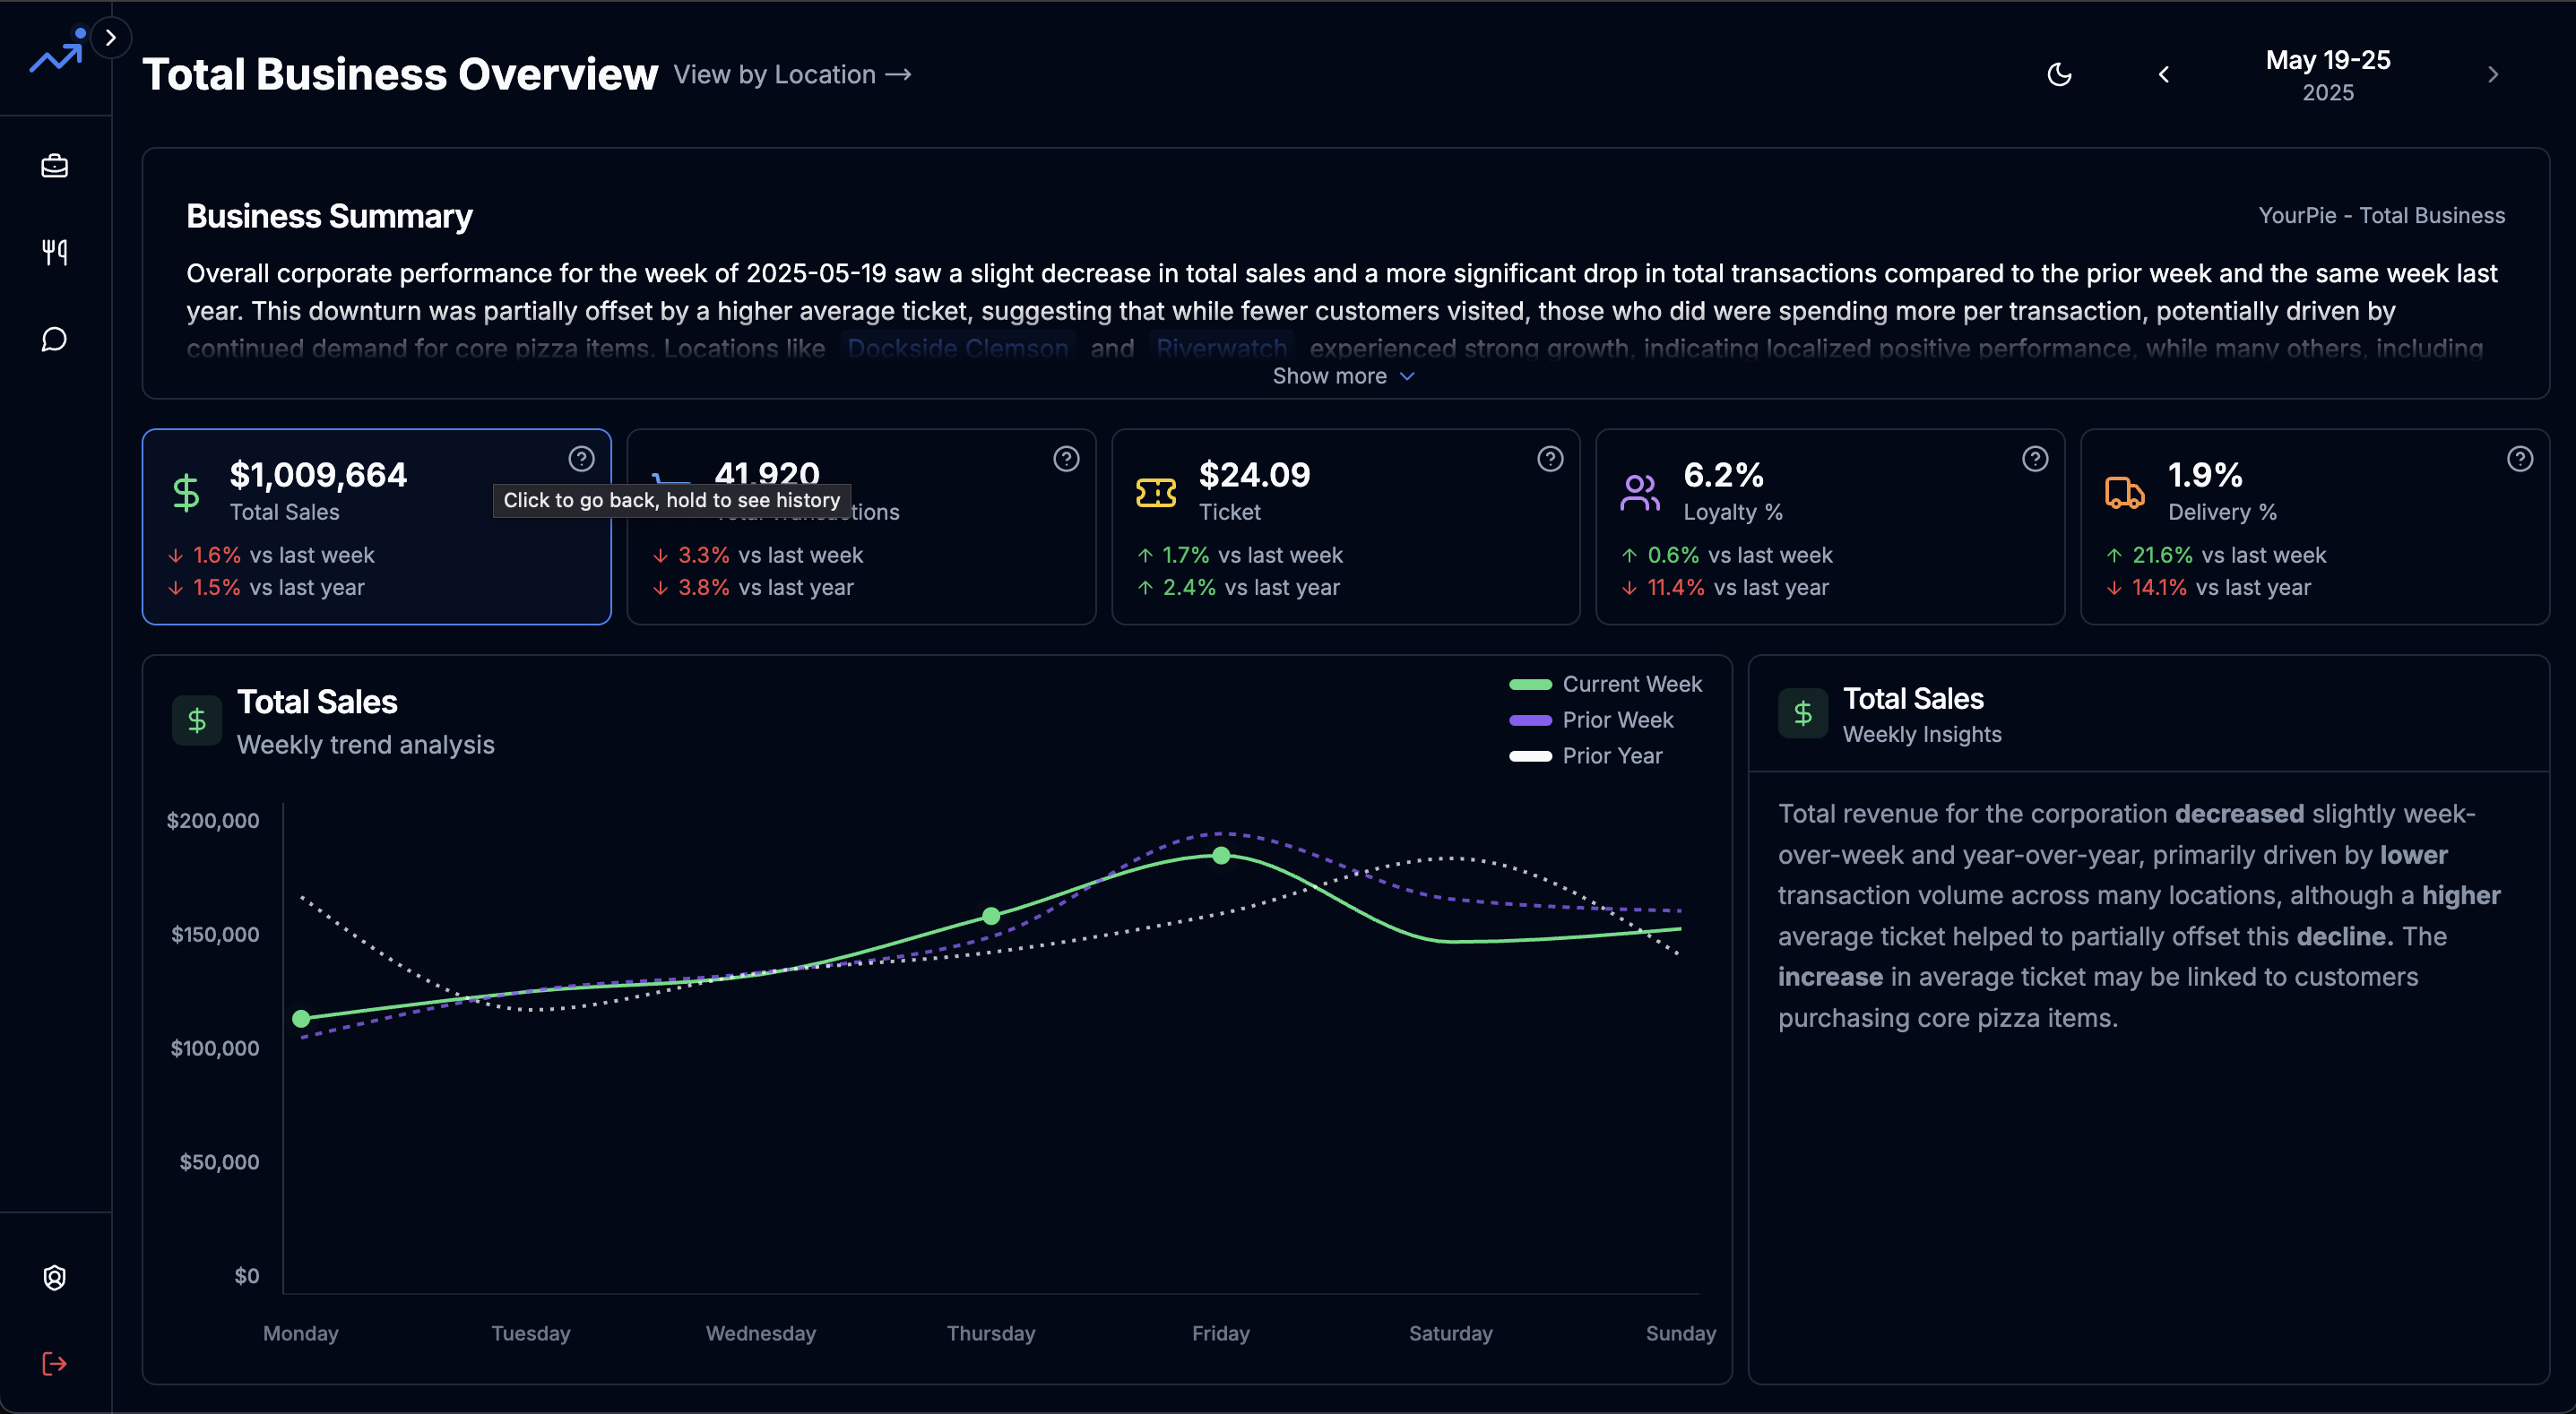 Total Business Overview View by Location →
May 19-25
2025
Business Summary
YourPie - Total Business
Overall corporate performance for the week of 2025-05-19 saw a slight decrease in total sales and a more significant drop in total transactions compared to the prior week and the same week last
year. This downturn was partially offset by a higher average ticket, suggesting that while fewer customers visited, those who did were spending more per transaction, potentially driven by
continued demand for core pizza items. Locations like Dockside Clemson and Riverwatch experienced strong growth, indicating localized positive performance, while many others, including
Show more
$1,009,664
Total Sales
↓ 1.6% vs last week
↓ 1.5% vs last year
Click to go back, hold to see history
41,920
↓ 3.3% vs last week
↓ 3.8% vs last year
$24.09
Ticket
↑ 1.7% vs last week
↑ 2.4% vs last year
6.2%
Loyalty %
↑ 0.6% vs last week
↓ 11.4% vs last year
1.9%
Delivery %
↑ 21.6% vs last week
↓ 14.1% vs last year
Total Sales
Weekly trend analysis
Current Week
Prior Week
Prior Year
$200,000
$150,000
$100,000
$50,000
$0
Monday Tuesday Wednesday Thursday Friday Saturday Sunday
Total Sales
Weekly Insights
Total revenue for the corporation decreased slightly week-
over-week and year-over-year, primarily driven by lower
transaction volume across many locations, although a higher
average ticket helped to partially offset this decline. The
increase in average ticket may be linked to customers
purchasing core pizza items.